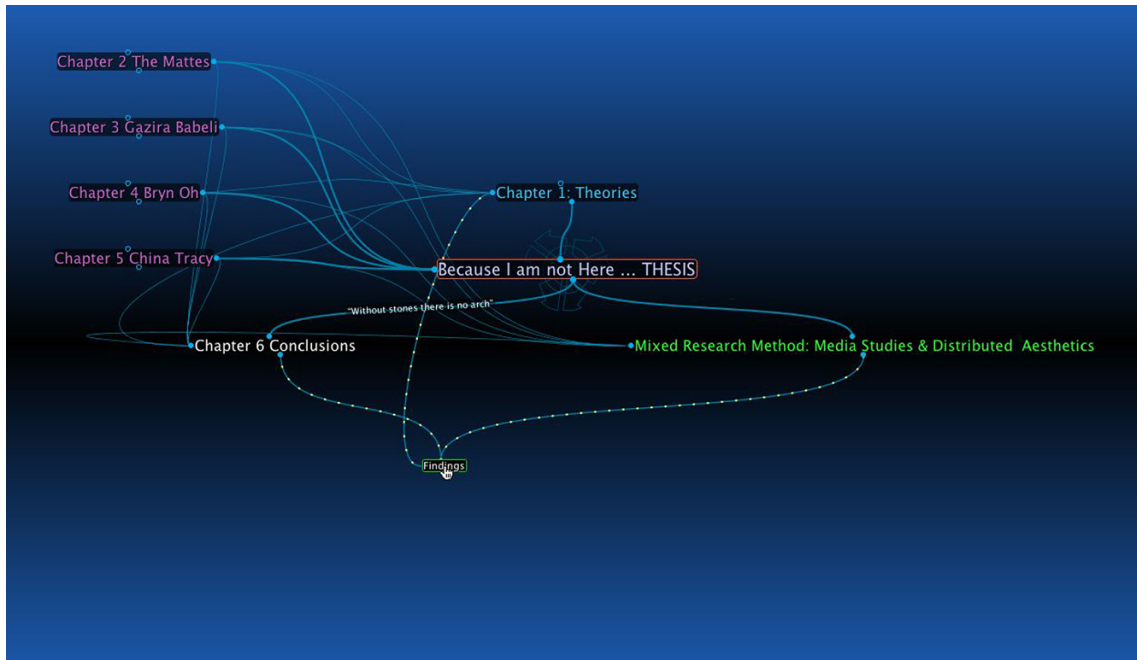 Chapter 2 The Mattes
Chapter 3 Gazira Babeli
Chapter 4 Bryn Oh
Chapter 1: Theories
Chapter 5 China Tracy
Because I am not Here ... THESIS
"Without stones there is no arch"
Chapter 6 Conclusions
Mixed Research Method: Media Studies & Distributed  Aesthetics
Findings